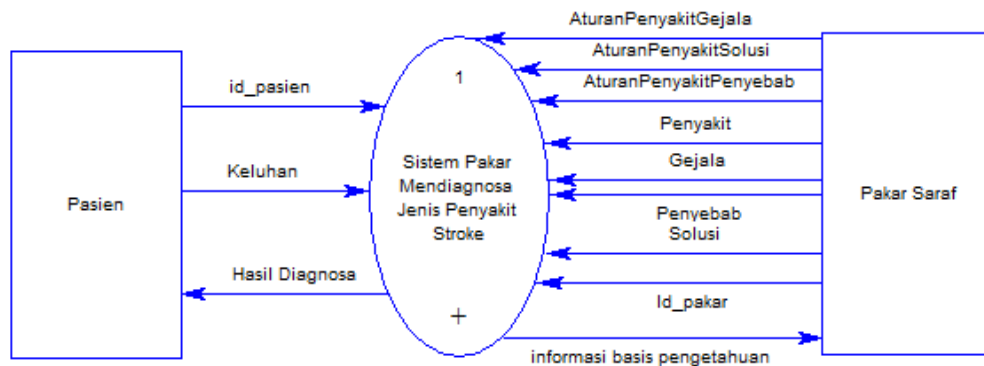 AturanPenyakitGejala
AturanPenyakitSolusi
1
AturanPenyakitPenyebab
id_pasien
Penyakit
Gejala
Sistem Pakar
Mendiagnosa
Jenis Penyakit
Stroke
Keluhan
Pasien
Pakar Saraf
Penyebab
Solusi
Hasil Diagnosa
Id_pakar
+
informasi basis pengetahuan